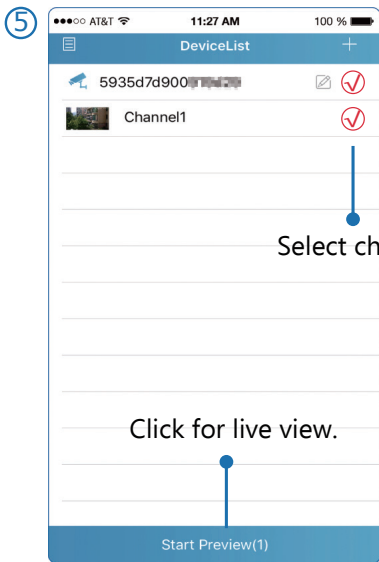 5
AT&T 11:27 AM 100 %
DeviceList
5935d7d900
Channel1
Select ch
Click for live view.
Start Preview(1)